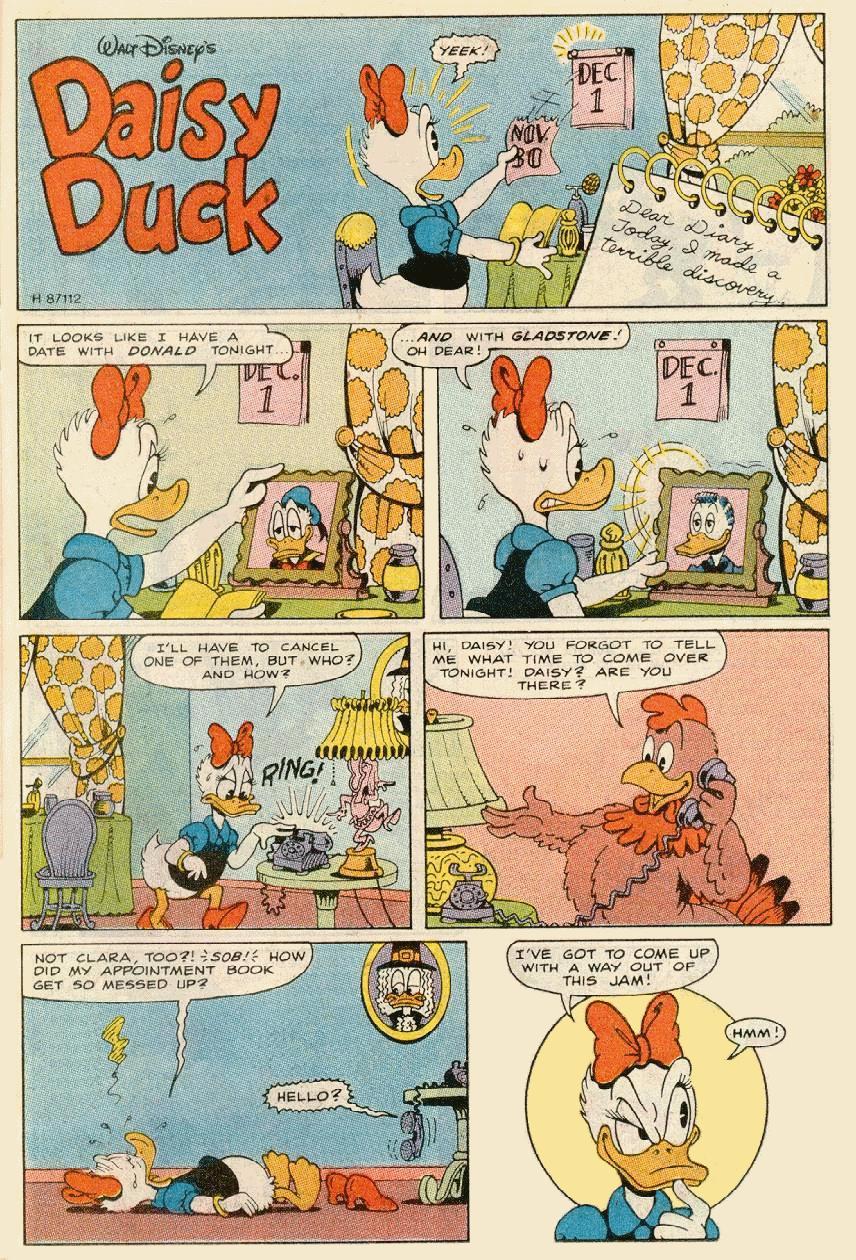 WALT DISNEY'S
Daisy
Duck
YEEK!
DEC.
1
NOV.
30
Dear Diary,
Today, I made a
terrible discovery.
H 87112
IT LOOKS LIKE I HAVE A
DATE WITH DONALD TONIGHT...
DEC.
1
...AND WITH GLADSTONE!
OH DEAR!
DEC.
1
I'LL HAVE TO CANCEL
ONE OF THEM, BUT WHO?
AND HOW?
RING!
HI, DAISY! YOU FORGOT TO TELL
ME WHAT TIME TO COME OVER
TONIGHT! DAISY? ARE YOU
THERE?
NOT CLARA, TOO?! SOB! HOW
DID MY APPOINTMENT BOOK
GET SO MESSED UP?
HELLO?
I'VE GOT TO COME UP
WITH A WAY OUT OF
THIS JAM!
HMM!